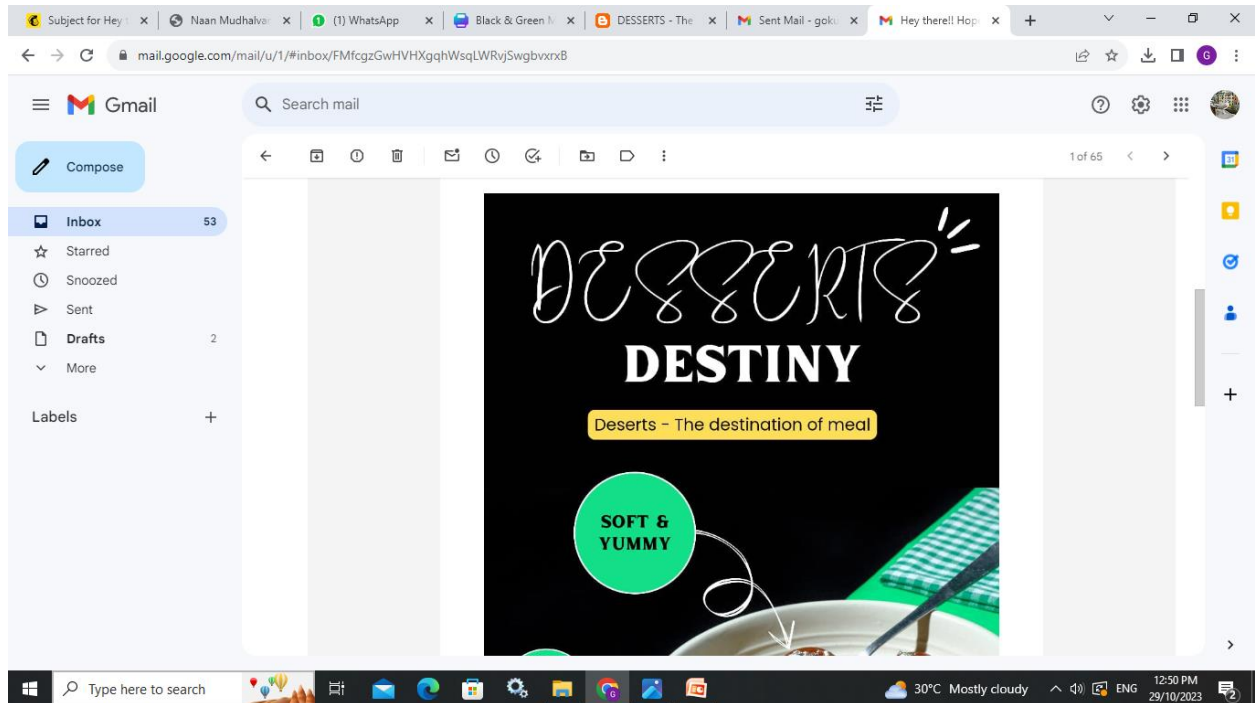 Subject for Hey
Naan Mudhalva
(1) WhatsApp
Black & Green M
DESSERTS - The
Sent Mail - goku
Hey there!! Hop
mail.google.com/mail/u/1/#inbox/FMfcgzGwHVHXgqhWsqLWRvjSwgbvxrxB
G
Gmail
Search mail
Compose
1 of 65
31
Inbox 53
Starred
Snoozed
Sent
Drafts 2
More
Labels
DESSERTS
DESTINY
Deserts - The destination of meal
SOFT &
YUMMY
Type here to search
30°C Mostly cloudy
ENG
12:50 PM
29/10/2023
2